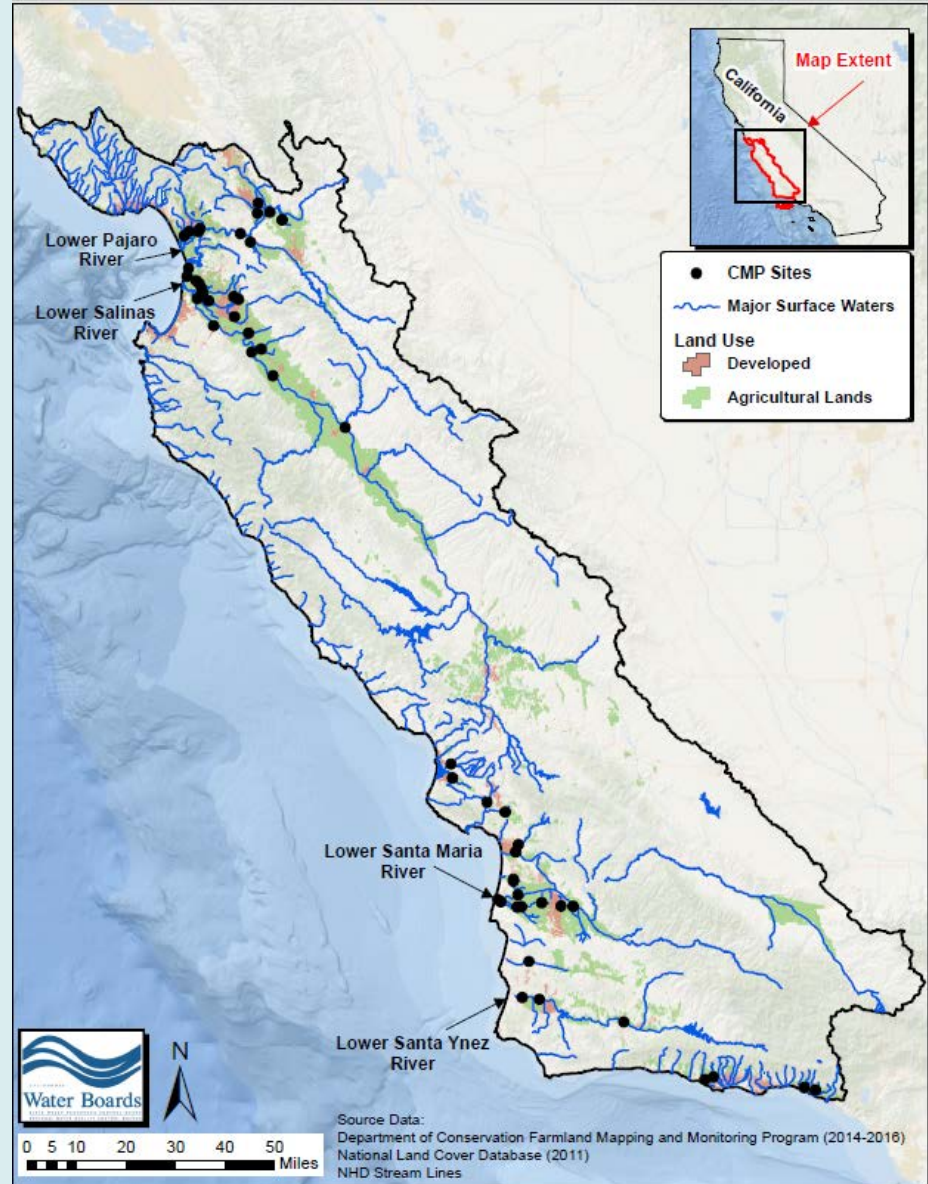 California
Map Extent
CMP Sites
Major Surface Waters
Land Use
Developed
Agricultural Lands
Lower Pajaro
River
Lower Salinas
River
Lower Santa Maria
River
Lower Santa Ynez
River
Water Boards
N
0 5 10 20 30 40 50
Miles
Source Data:
Department of Conservation Farmland Mapping and Monitoring Program (2014-2016)
National Land Cover Database (2011)
NHD Stream Lines